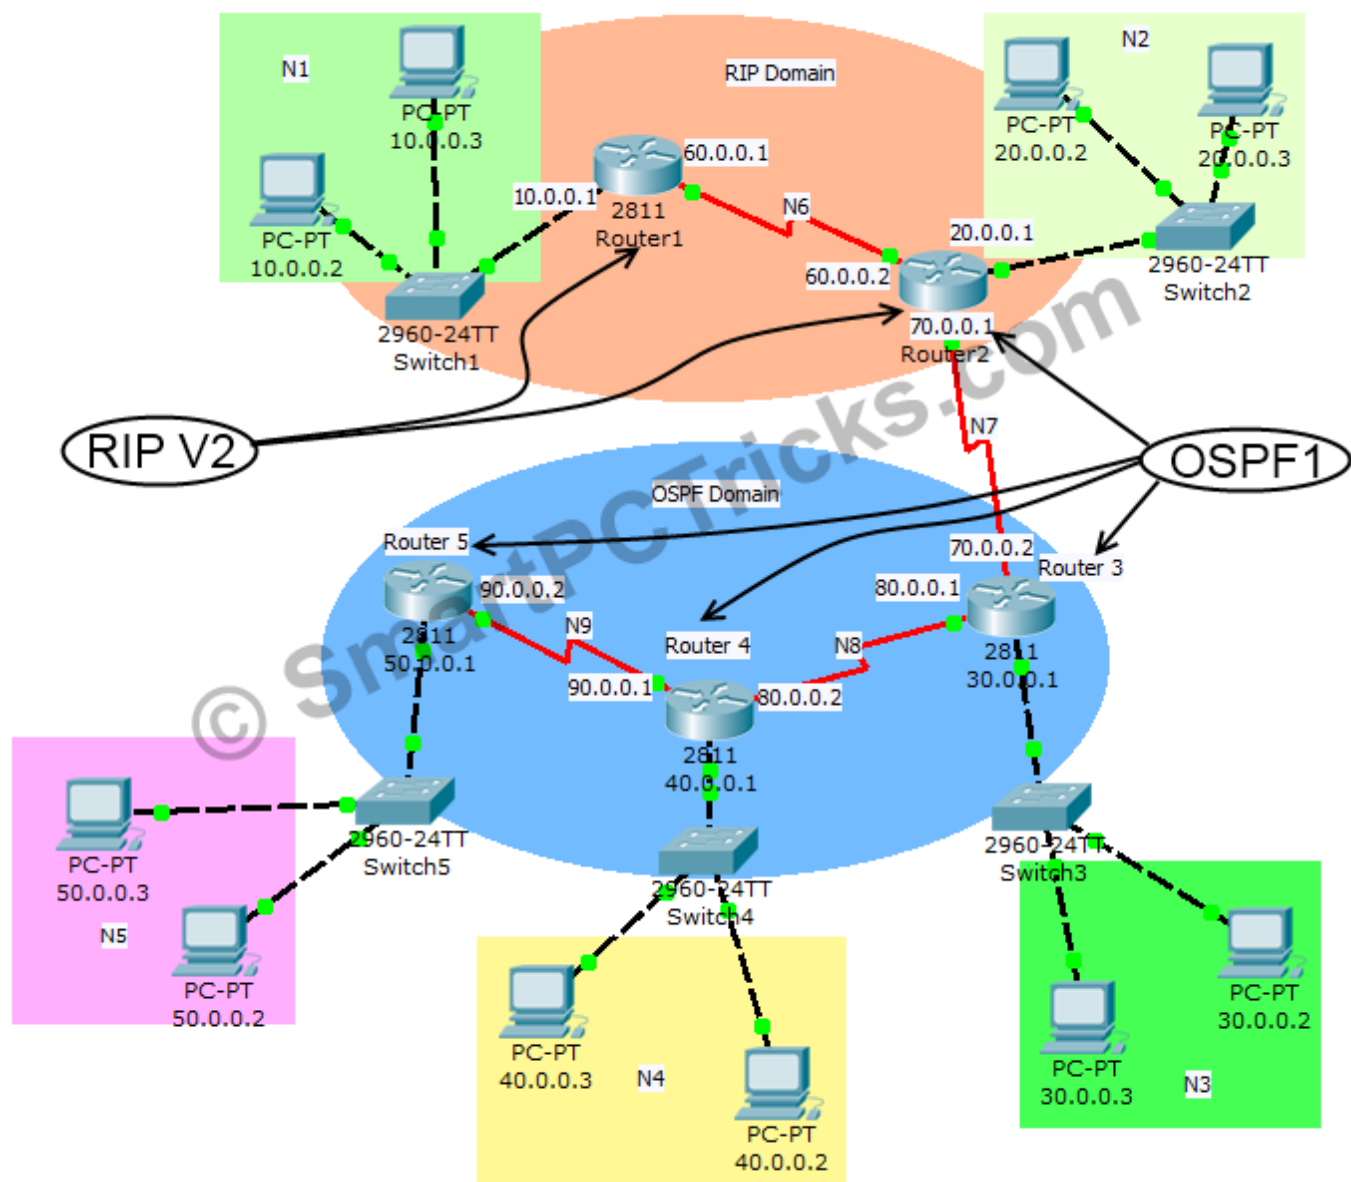 N1
PC-PT
10.0.0.3
PC-PT
10.0.0.2
2960-24TT
Switch1
RIP Domain
10.0.0.1
60.0.0.1
2811
Router1
N6
N2
PC-PT
20.0.0.2
PC-PT
20.0.0.3
2960-24TT
Switch2
20.0.0.1
60.0.0.2
70.0.0.1
Router2
RIP V2
N7
OSPF1
© SmartPCTricks.com
OSPF Domain
Router 5
90.0.0.2
2811
50.0.0.1
N9
90.0.0.1
Router 4
80.0.0.2
2811
40.0.0.1
N8
80.0.0.1
70.0.0.2
Router 3
2811
30.0.0.1
2960-24TT
Switch5
PC-PT
50.0.0.3
N5
PC-PT
50.0.0.2
2960-24TT
Switch4
PC-PT
40.0.0.3
N4
PC-PT
40.0.0.2
2960-24TT
Switch3
PC-PT
30.0.0.2
PC-PT
30.0.0.3
N3